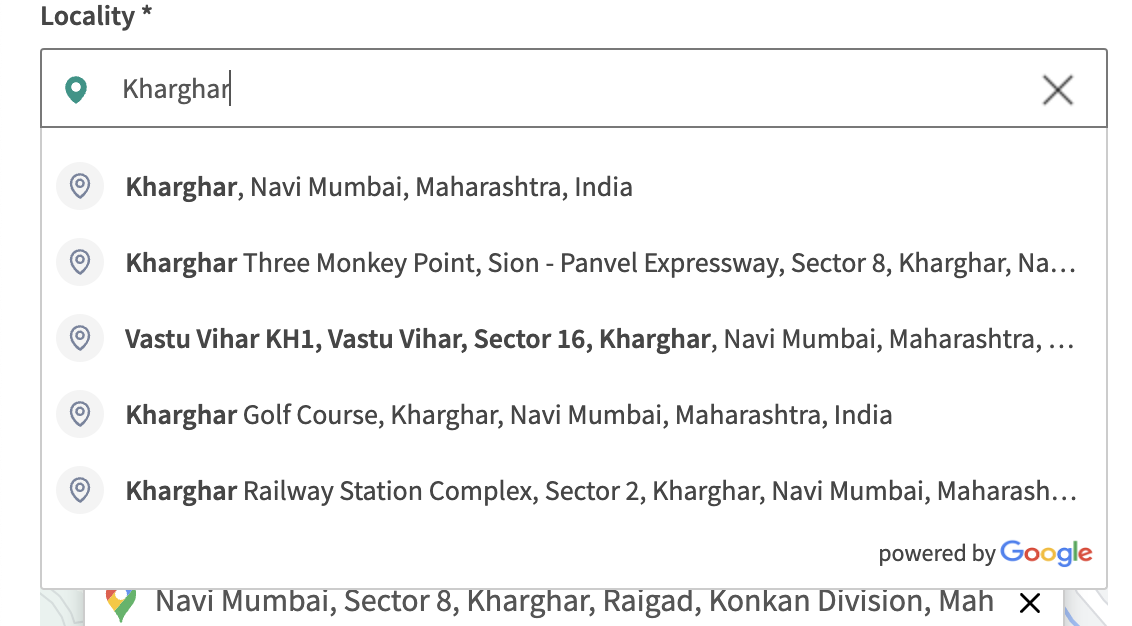 Locality *
Kharghar
Kharghar, Navi Mumbai, Maharashtra, India
Kharghar Three Monkey Point, Sion - Panvel Expressway, Sector 8, Kharghar, Na...
Vastu Vihar KH1, Vastu Vihar, Sector 16, Kharghar, Navi Mumbai, Maharashtra, ...
Kharghar Golf Course, Kharghar, Navi Mumbai, Maharashtra, India
Kharghar Railway Station Complex, Sector 2, Kharghar, Navi Mumbai, Maharash...
powered by Google
Navi Mumbai, Sector 8, Kharghar, Raigad, Konkan Division, Mah